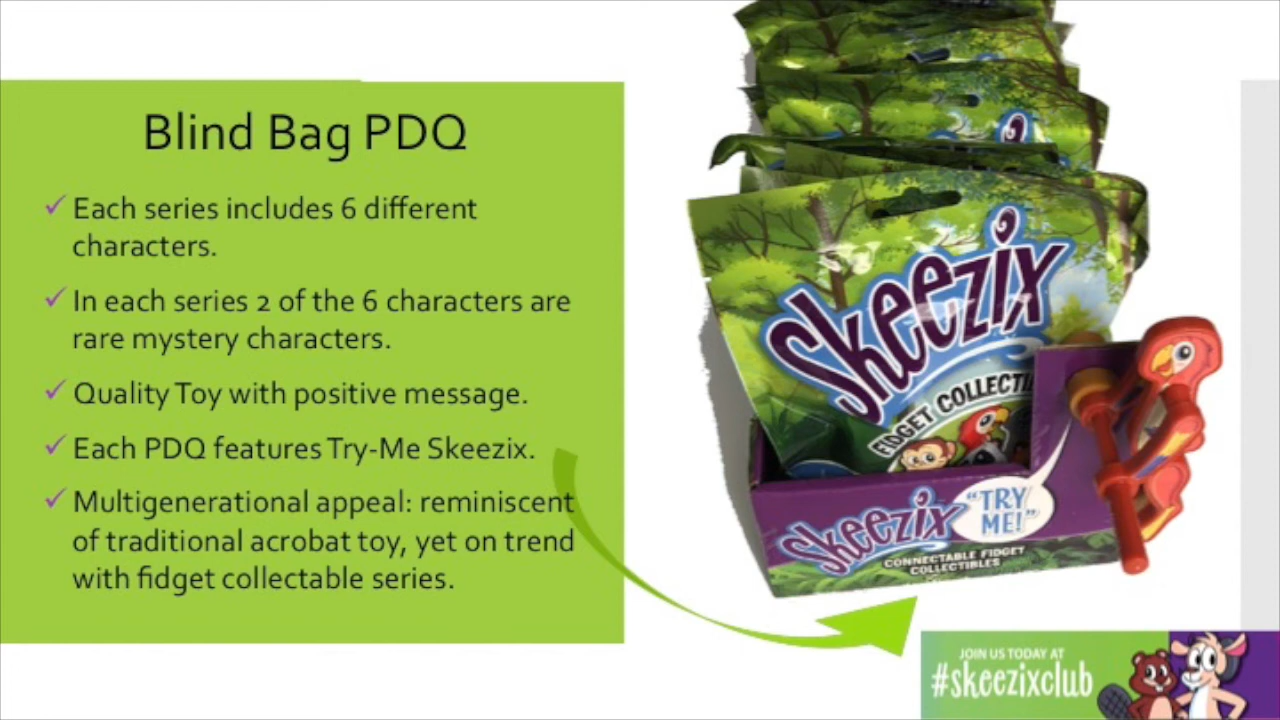 Blind Bag PDQ
✓ Each series includes 6 different
characters.
✓ In each series 2 of the 6 characters are
rare mystery characters.
✓ Quality Toy with positive message.
✓ Each PDQ features Try-Me Skeezix.
✓ Multigenerational appeal: reminiscent
of traditional acrobat toy, yet on trend
with fidget collectable series.
Skeezix
FIDGET COLLECTI
Skeezix
"TRY
ME!"
CONNECTABLE FIDGET
COLLECTIBLES
JOIN US TODAY AT
#skeezixclub